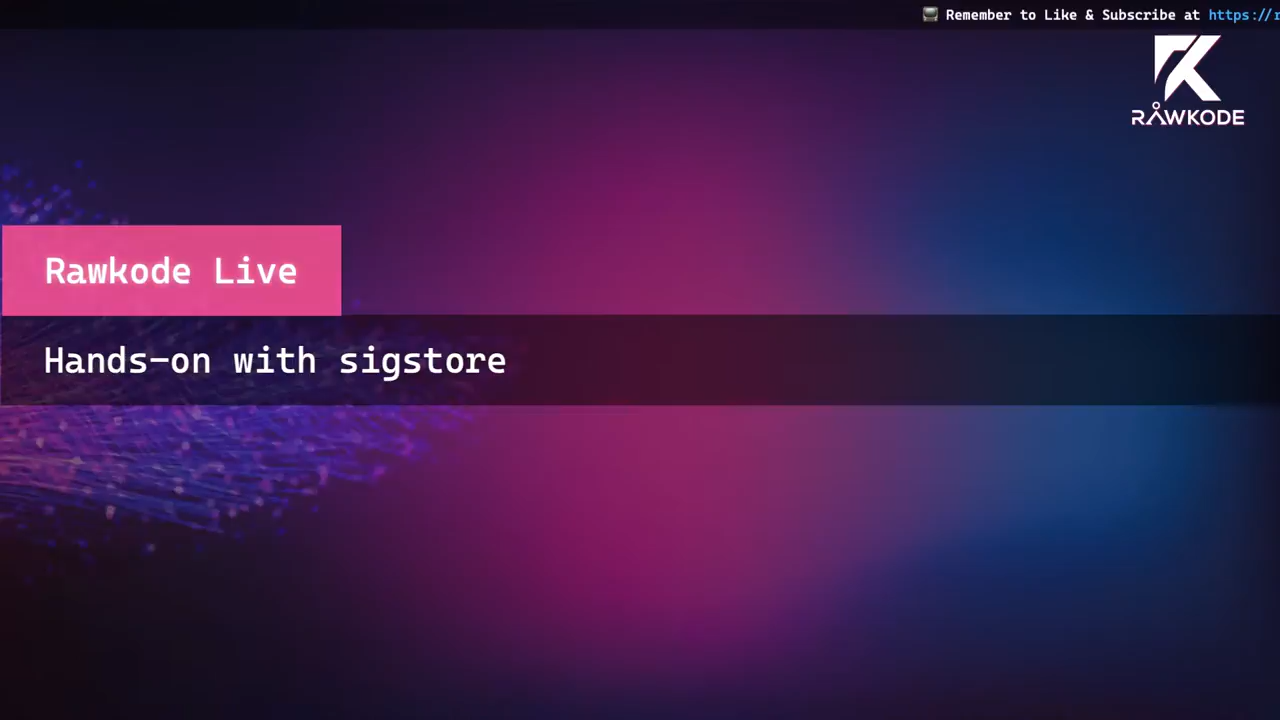 Remember to Like & Subscribe at https://r
RAWKODE
Rawkode Live
Hands-on with sigstore